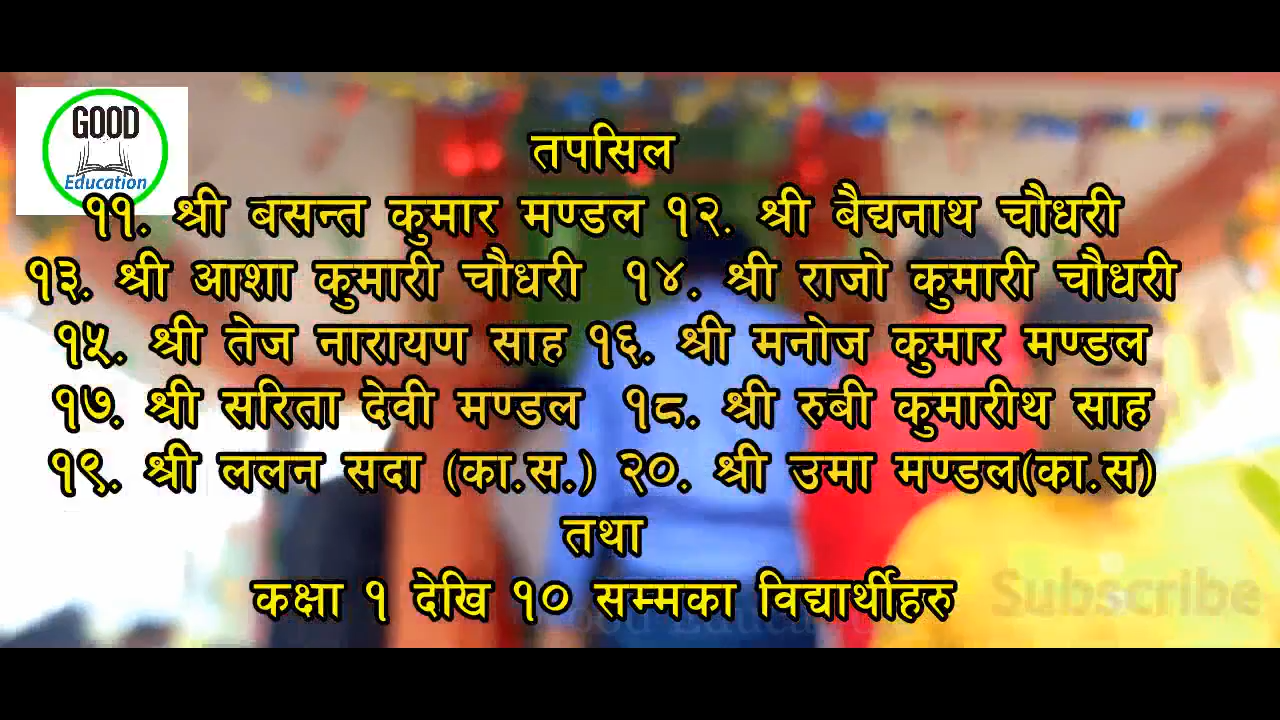 GOOD
Education
तपसिल
११. श्री बसन्त कुमार मण्डल १२. श्री बैद्यनाथ चौधरी
१३. श्री आशा कुमारी चौधरी १४. श्री राजो कुमारी चौधरी
१५. श्री तेज नारायण साह १६. श्री मनोज कुमार मण्डल
१७. श्री सरिता देवी मण्डल १८. श्री रुबी कुमारीथ साह
१९. श्री ललन सदा (का.स.) २०. श्री उमा मण्डल(का.स)
तथा
कक्षा १ देखि १० सम्मका विद्यार्थीहरु
Subscribe